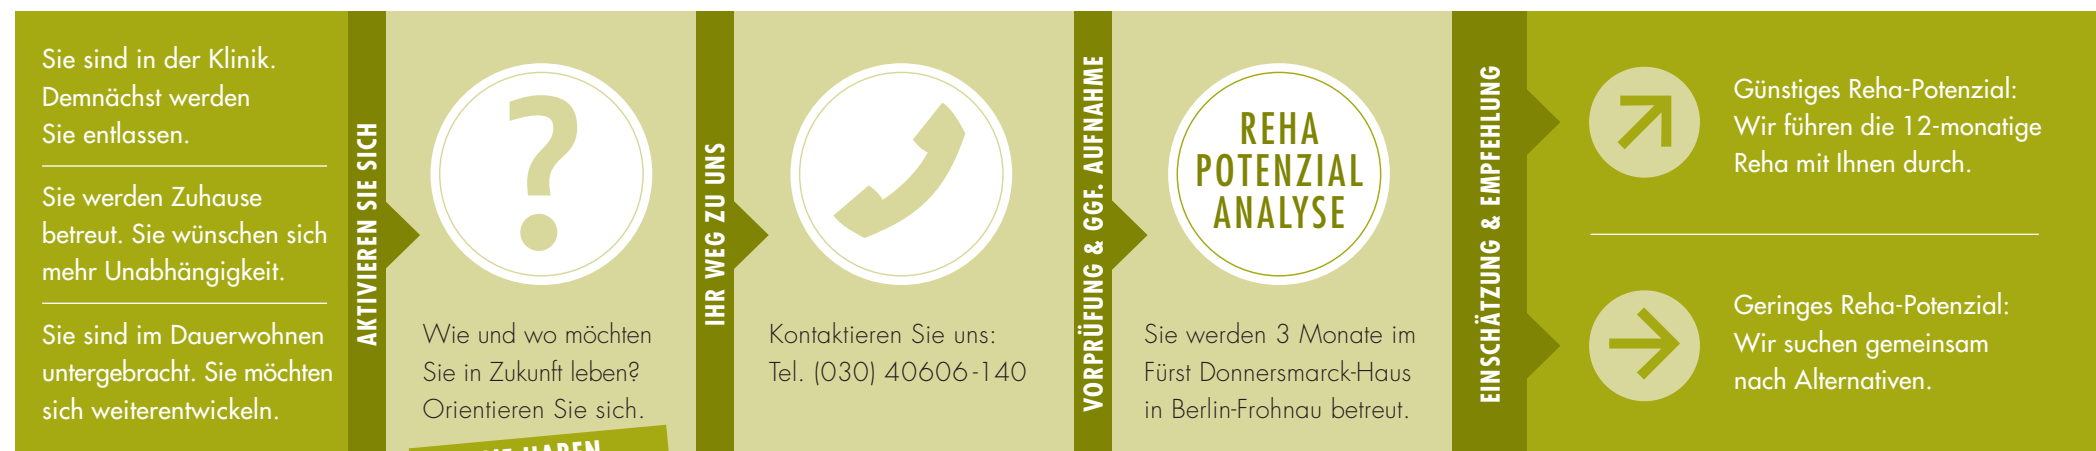 Sie sind in der Klinik.
Demnächst werden
Sie entlassen.
Sie werden Zuhause
betreut. Sie wünschen sich
mehr Unabhängigkeit.
Sie sind im Dauerwohnen
untergebracht. Sie möchten
sich weiterentwickeln.
AKTIVIEREN SIE SICH
?
Wie und wo möchten
Sie in Zukunft leben?
Orientieren Sie sich.
HABEN
IHR WEG ZU UNS
Kontaktieren Sie uns:
Tel. (030) 40606-140
VORPRÜFUNG & GGF. AUFNAHME
REHA
POTENZIAL
ANALYSE
Sie werden 3 Monate im
Fürst Donnersmarck-Haus
in Berlin-Frohnau betreut.
EINSCHÄTZUNG & EMPFEHLUNG
Günstiges Reha-Potenzial:
Wir führen die 12-monatige
Reha mit Ihnen durch.
Geringes Reha-Potenzial:
Wir suchen gemeinsam
nach Alternativen.